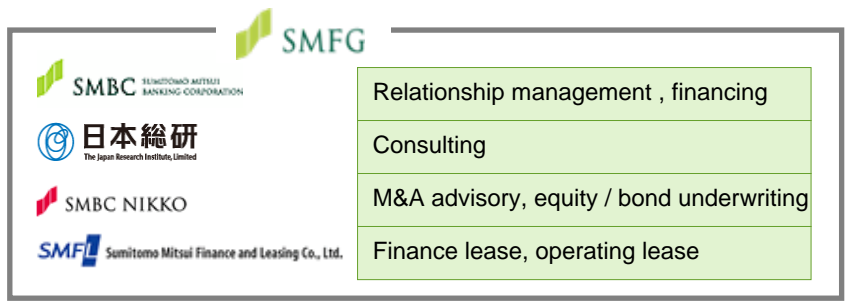 SMFG
SMBC SUMITOMO MITSUI BANKING CORPORATION
Relationship management , financing
日本総研
The Japan Research Institute, Limited
Consulting
SMBC NIKKO
M&A advisory, equity / bond underwriting
SMFL Sumitomo Mitsui Finance and Leasing Co., Ltd.
Finance lease, operating lease